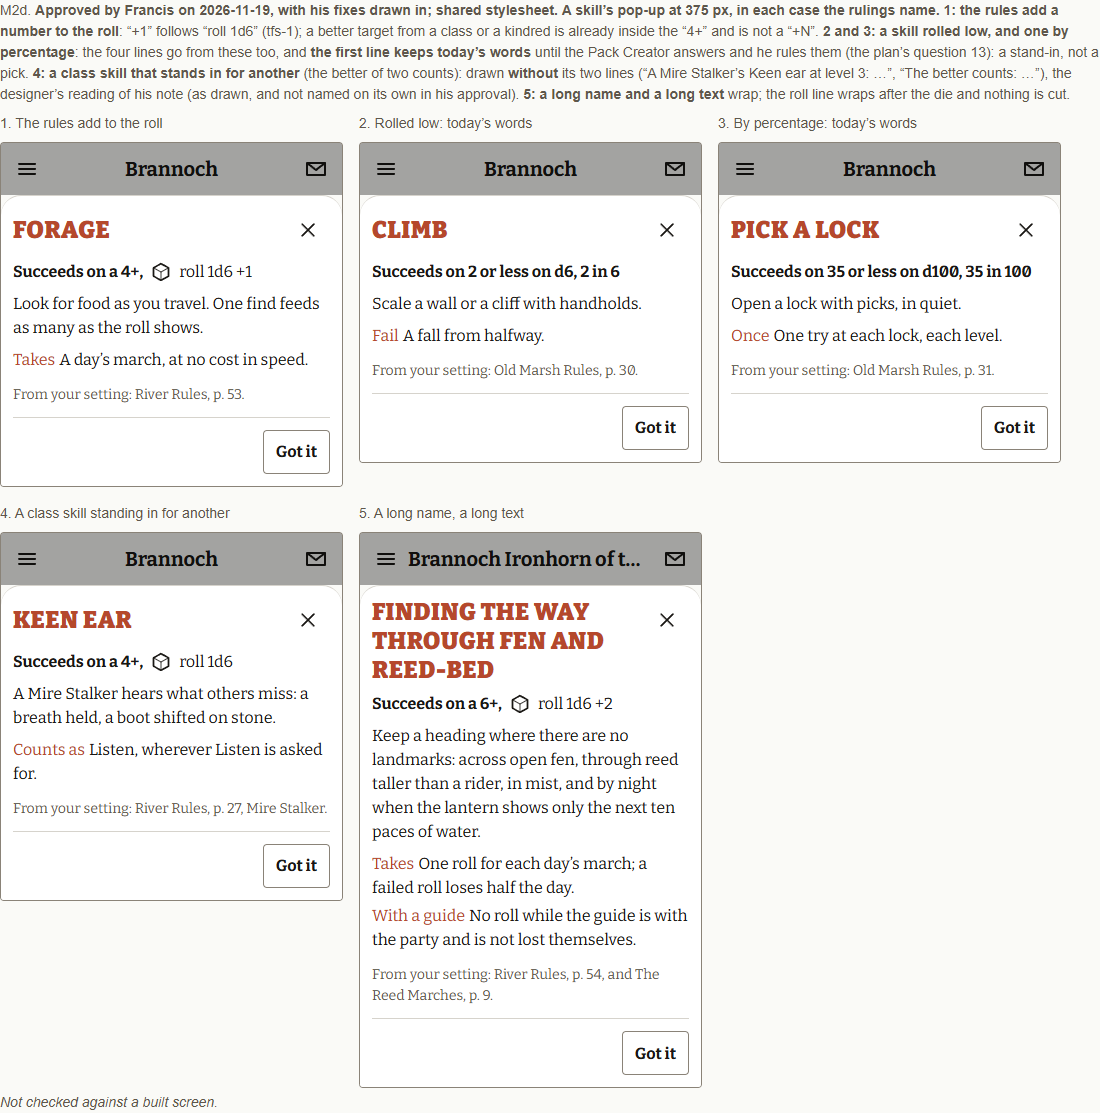 M2d. Approved by Francis on 2026-11-19, with his fixes drawn in; shared stylesheet. A skill’s pop-up at 375 px, in each case the rulings name. 1: the rules add a
number to the roll: “+1” follows “roll 1d6” (tfs-1); a better target from a class or a kindred is already inside the “4+” and is not a “+N”. 2 and 3: a skill rolled low, and one by
percentage: the four lines go from these too, and the first line keeps today’s words until the Pack Creator answers and he rules them (the plan’s question 13): a stand-in, not a
pick. 4: a class skill that stands in for another (the better of two counts): drawn without its two lines (“A Mire Stalker’s Keen ear at level 3: …”, “The better counts: …”), the
designer’s reading of his note (as drawn, and not named on its own in his approval). 5: a long name and a long text wrap; the roll line wraps after the die and nothing is cut.
1. The rules add to the roll
Brannoch
FORAGE
Succeeds on a 4+, roll 1d6 +1
Look for food as you travel. One find feeds
as many as the roll shows.
Takes A day’s march, at no cost in speed.
From your setting: River Rules, p. 53.
Got it
2. Rolled low: today’s words
Brannoch
CLIMB
Succeeds on 2 or less on d6, 2 in 6
Scale a wall or a cliff with handholds.
Fail A fall from halfway.
From your setting: Old Marsh Rules, p. 30.
Got it
3. By percentage: today’s words
Brannoch
PICK A LOCK
Succeeds on 35 or less on d100, 35 in 100
Open a lock with picks, in quiet.
Once One try at each lock, each level.
From your setting: Old Marsh Rules, p. 31.
Got it
4. A class skill standing in for another
Brannoch
KEEN EAR
Succeeds on a 4+, roll 1d6
A Mire Stalker hears what others miss: a
breath held, a boot shifted on stone.
Counts as Listen, wherever Listen is asked
for.
From your setting: River Rules, p. 27, Mire Stalker.
Got it
5. A long name, a long text
Brannoch Ironhorn of t...
FINDING THE WAY
THROUGH FEN AND
REED-BED
Succeeds on a 6+, roll 1d6 +2
Keep a heading where there are no
landmarks: across open fen, through reed
taller than a rider, in mist, and by night
when the lantern shows only the next ten
paces of water.
Takes One roll for each day’s march; a
failed roll loses half the day.
With a guide No roll while the guide is with
the party and is not lost themselves.
From your setting: River Rules, p. 54, and The
Reed Marches, p. 9.
Got it
Not checked against a built screen.